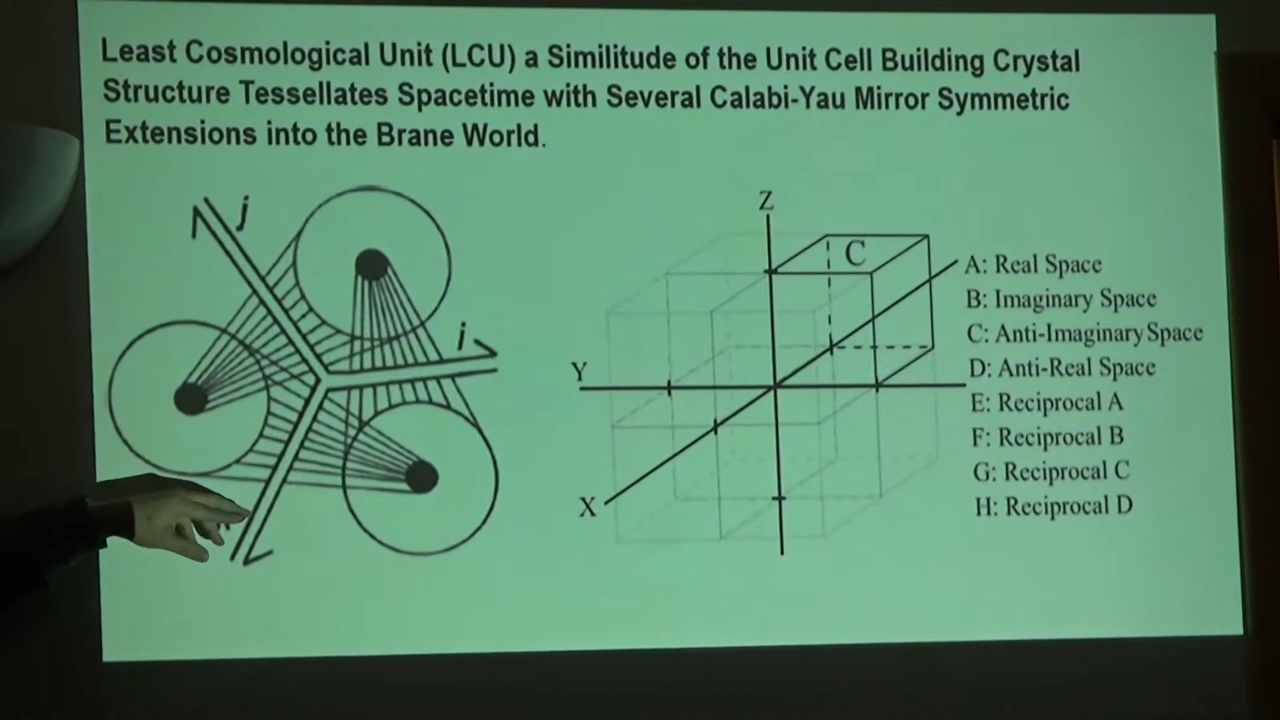 Least Cosmological Unit (LCU) a Similitude of the Unit Cell Building Crystal
Structure Tessellates Spacetime with Several Calabi-Yau Mirror Symmetric
Extensions into the Brane World.
j
i
Z
C
Y
X
A: Real Space
B: Imaginary Space
C: Anti-Imaginary Space
D: Anti-Real Space
E: Reciprocal A
F: Reciprocal B
G: Reciprocal C
H: Reciprocal D